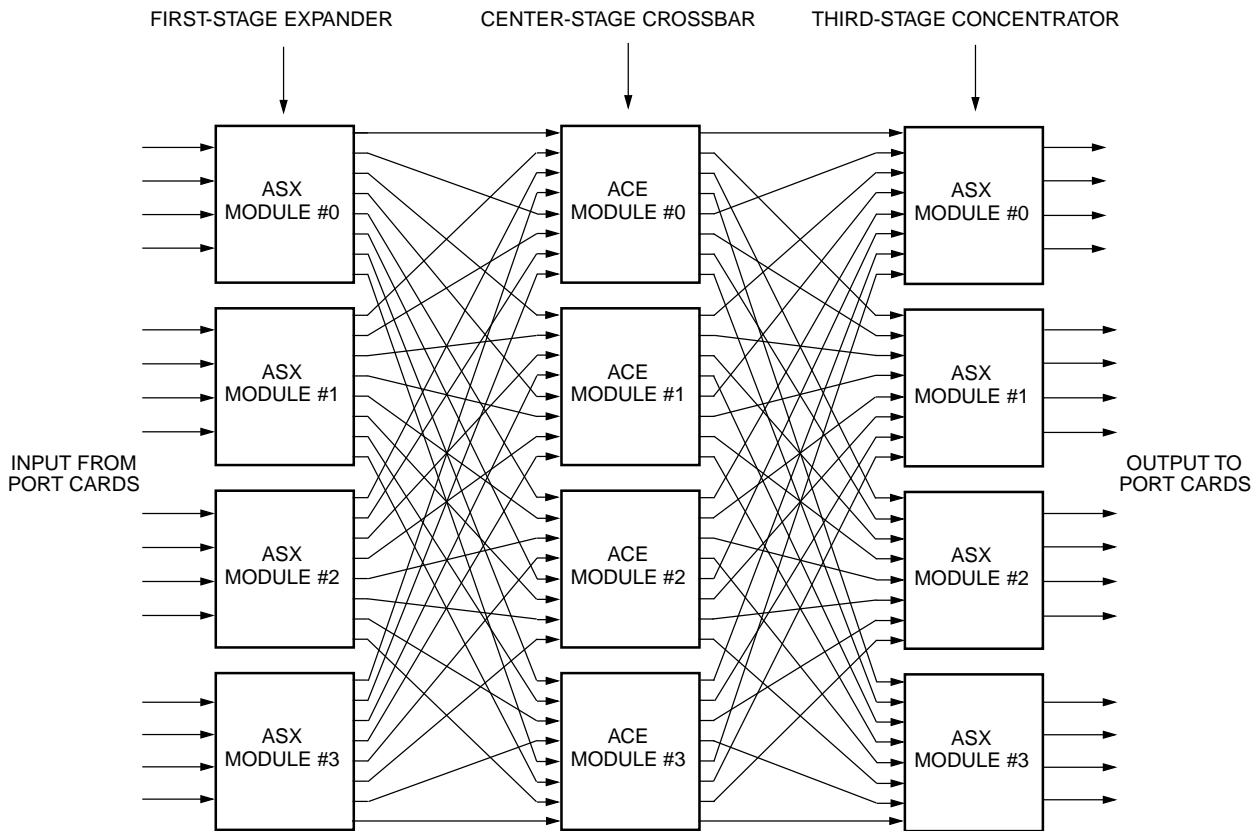 FIRST-STAGE EXPANDER
CENTER-STAGE CROSSBAR
THIRD-STAGE CONCENTRATOR
ASX
MODULE #0
ACE
MODULE #0
ASX
MODULE #0
ASX
MODULE #1
ACE
MODULE #1
ASX
MODULE #1
INPUT FROM
PORT CARDS
OUTPUT TO
PORT CARDS
ASX
MODULE #2
ACE
MODULE #2
ASX
MODULE #2
ASX
MODULE #3
ACE
MODULE #3
ASX
MODULE #3